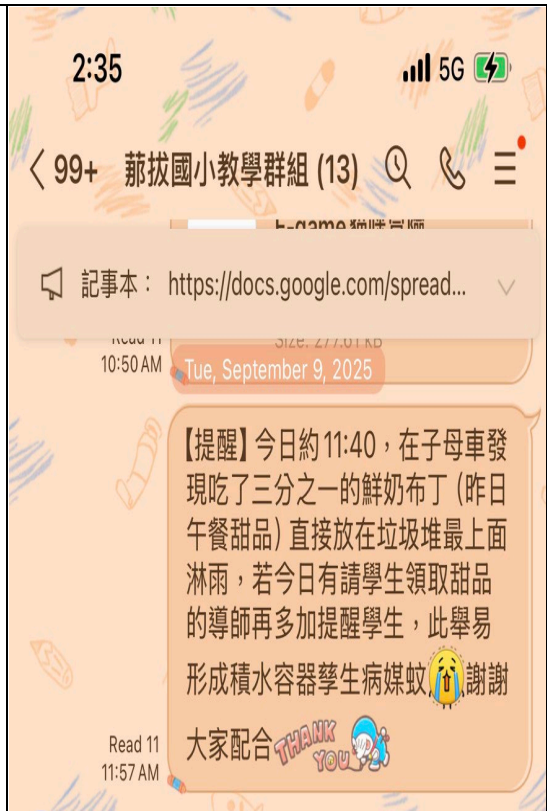 2:35 5G
99+ 蔀拔國小教學群組 (13)
記事本： https://docs.google.com/spread...
Size: 277.61 KB
10:50 AM
Tue, September 9, 2025
【提醒】今日約11:40，在子母車發
現吃了三分之一的鮮奶布丁 (昨日
午餐甜品) 直接放在垃圾堆最上面
淋雨，若今日有請學生領取甜品
的導師再多加提醒學生，此舉易
形成積水容器孳生病媒蚊 謝謝
大家配合 THANK YOU
Read 11
11:57 AM